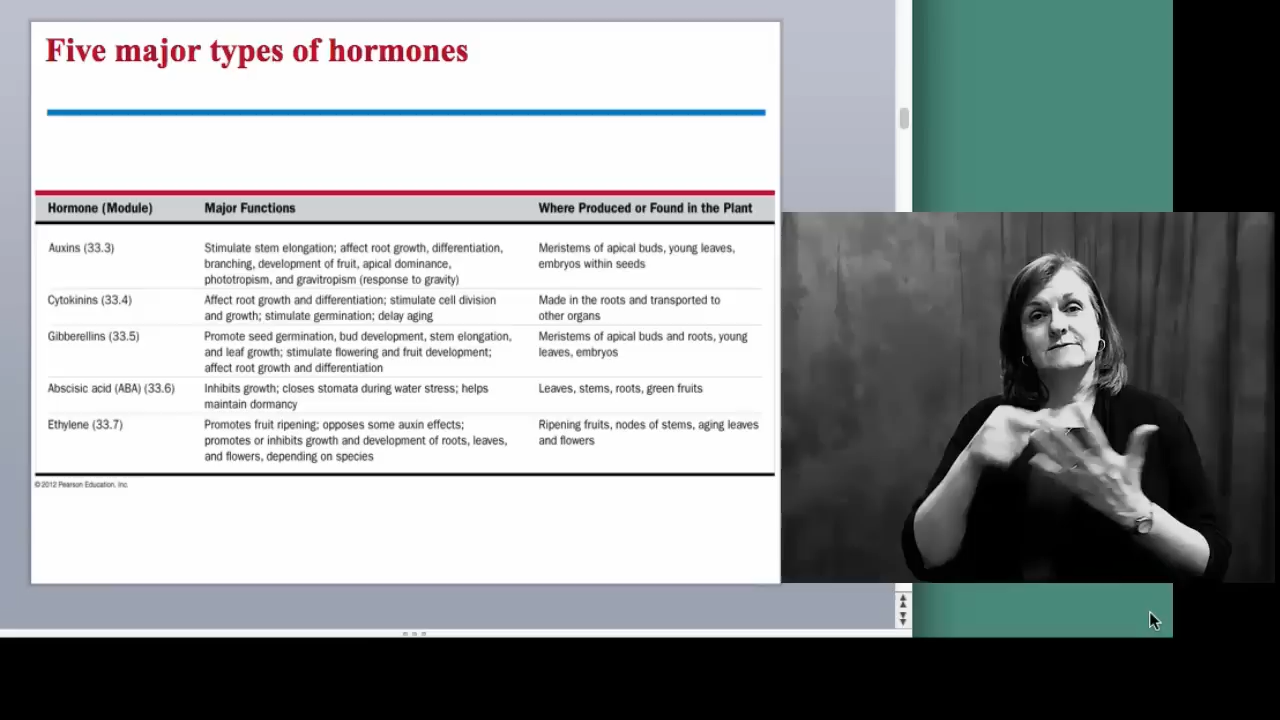 Five major types of hormones
Hormone (Module) Major Functions Where Produced or Found in the Plant
Auxins (33.3) Stimulate stem elongation; affect root growth, differentiation, Meristems of apical buds, young leaves,
branching, development of fruit, apical dominance, embryos within seeds
phototropism, and gravitropism (response to gravity)
Cytokinins (33.4) Affect root growth and differentiation; stimulate cell division Made in the roots and transported to
and growth; stimulate germination; delay aging other organs
Gibberellins (33.5) Promote seed germination, bud development, stem elongation, Meristems of apical buds and roots, young
and leaf growth; stimulate flowering and fruit development; leaves, embryos
affect root growth and differentiation
Abscisic acid (ABA) (33.6) Inhibits growth; closes stomata during water stress; helps Leaves, stems, roots, green fruits
maintain dormancy
Ethylene (33.7) Promotes fruit ripening; opposes some auxin effects; Ripening fruits, nodes of stems, aging leaves
promotes or inhibits growth and development of roots, leaves, and flowers
and flowers, depending on species
© 2012 Pearson Education, Inc.